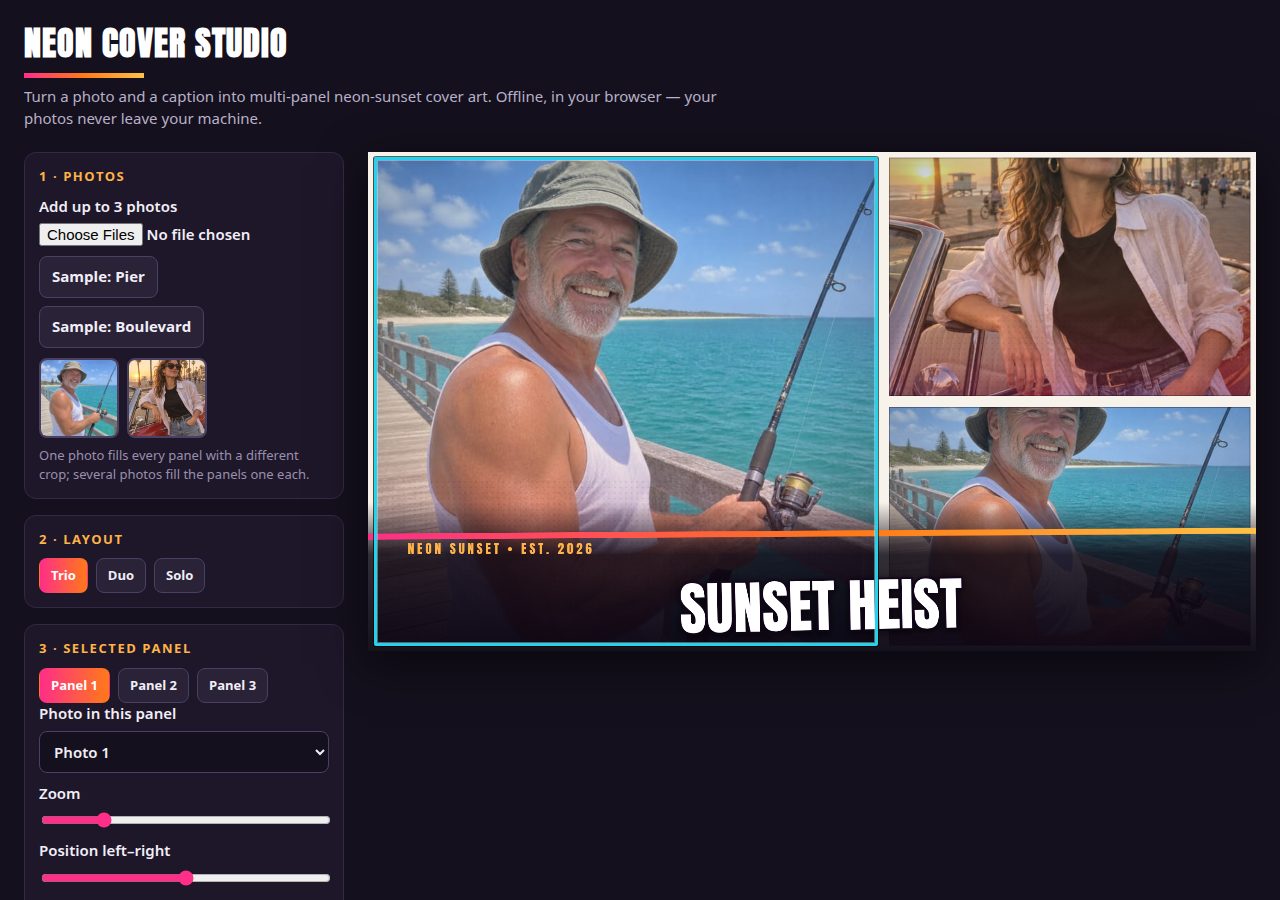 NEON COVER STUDIO
Turn a photo and a caption into multi-panel neon-sunset cover art. Offline, in your browser — your
photos never leave your machine.
1 · PHOTOS
Add up to 3 photos
Choose Files No file chosen
Sample: Pier
Sample: Boulevard
One photo fills every panel with a different
crop; several photos fill the panels one each.
2 · LAYOUT
Trio Duo Solo
3 · SELECTED PANEL
Panel 1 Panel 2 Panel 3
Photo in this panel
Photo 1
Zoom
Position left–right
NEON SUNSET • EST. 2026
SUNSET HEIST